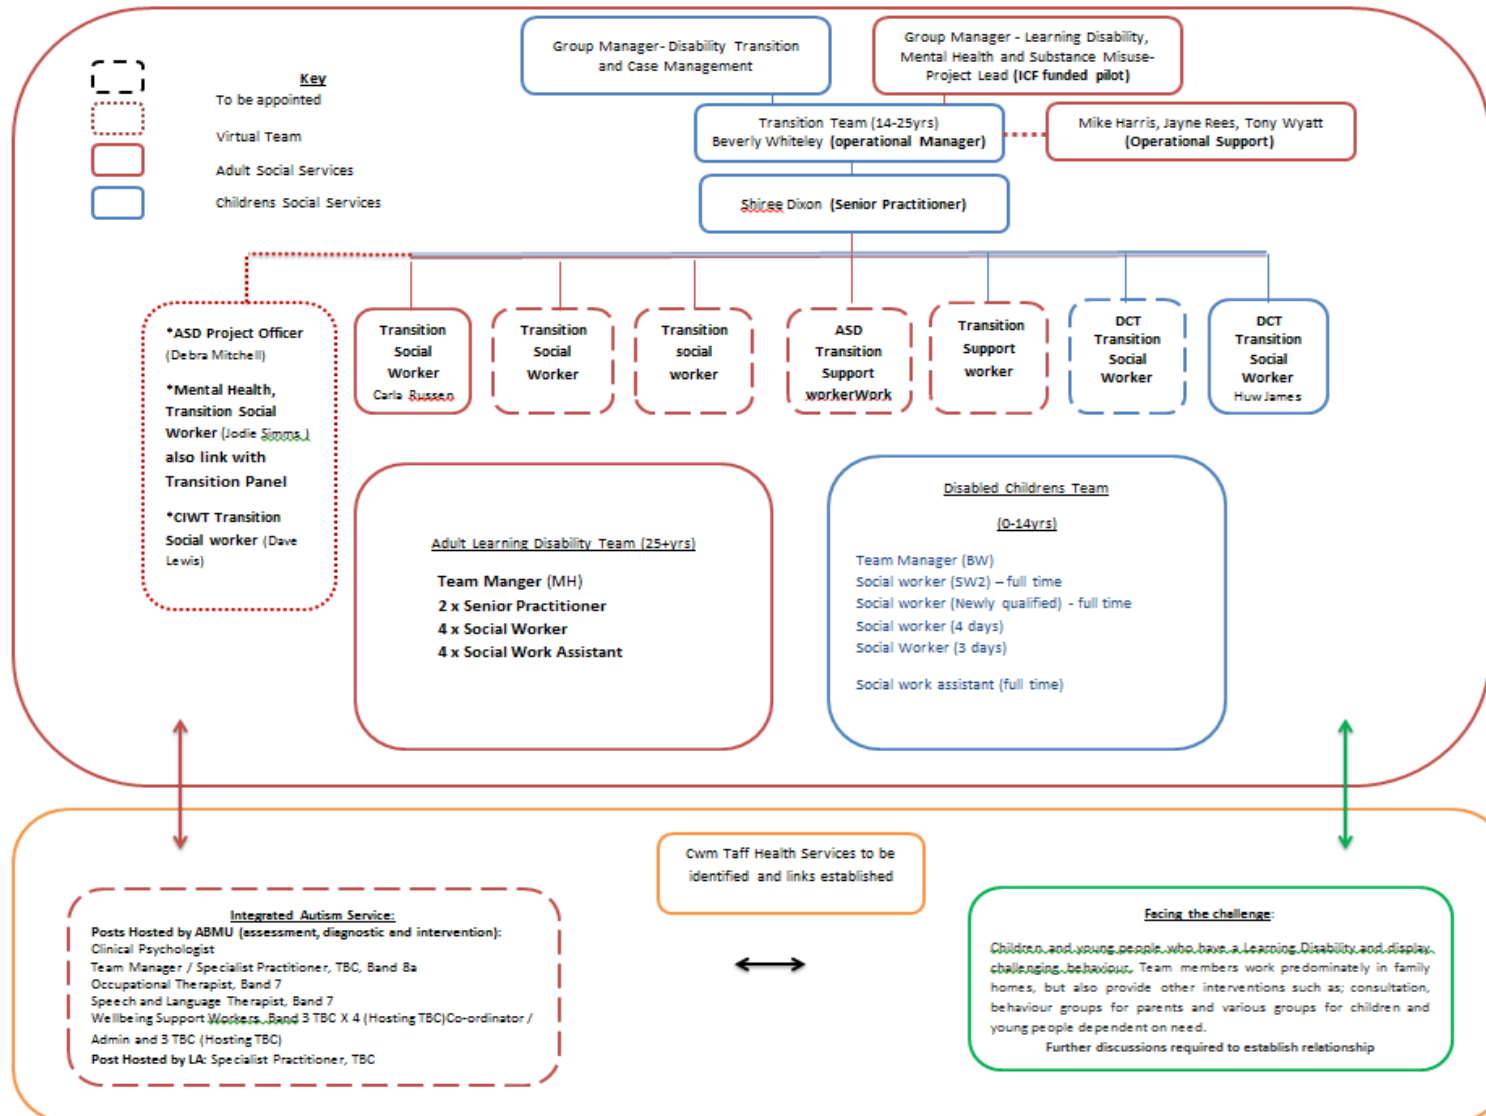 Key
To be appointed
Virtual Team
Adult Social Services
Childrens Social Services
Group Manager- Disability Transition
and Case Management
Group Manager - Learning Disability,
Mental Health and Substance Misuse-
Project Lead (ICF funded pilot)
Transition Team (14-25yrs)
Beverly Whiteley (operational Manager)
Mike Harris, Jayne Rees, Tony Wyatt
(Operational Support)
Shiree Dixon (Senior Practitioner)
*ASD Project Officer
(Debra Mitchell)
*Mental Health,
Transition Social
Worker (Jodie Simms )
also link with
Transition Panel
*CIWT Transition
Social worker (Dave
Lewis)
Transition
Social
Worker
Carla Russen
Transition
Social
Worker
Transition
social
worker
ASD
Transition
Support
workerWork
Transition
Support
worker
DCT
Transition
Social
Worker
DCT
Transition
Social
Worker
Huw James
Adult Learning Disability Team (25+yrs)
Team Manger (MH)
2 x Senior Practitioner
4 x Social Worker
4 x Social Work Assistant
Disabled Childrens Team
(0-14yrs)
Team Manager (BW)
Social worker (SW2) – full time
Social worker (Newly qualified) - full time
Social worker (4 days)
Social Worker (3 days)
Social work assistant (full time)
Cwm Taff Health Services to be
identified and links established
Integrated Autism Service:
Posts Hosted by ABMU (assessment, diagnostic and intervention):
Clinical Psychologist
Team Manager / Specialist Practitioner, TBC, Band 8a
Occupational Therapist, Band 7
Speech and Language Therapist, Band 7
Wellbeing Support Workers, Band 3 TBC X 4 (Hosting TBC)Co-ordinator /
Admin and 3 TBC (Hosting TBC)
Post Hosted by LA: Specialist Practitioner, TBC
Facing the challenge:
Children and young people who have a Learning Disability and display
challenging behaviour. Team members work predominately in family
homes, but also provide other interventions such as; consultation,
behaviour groups for parents and various groups for children and
young people dependent on need.
Further discussions required to establish relationship